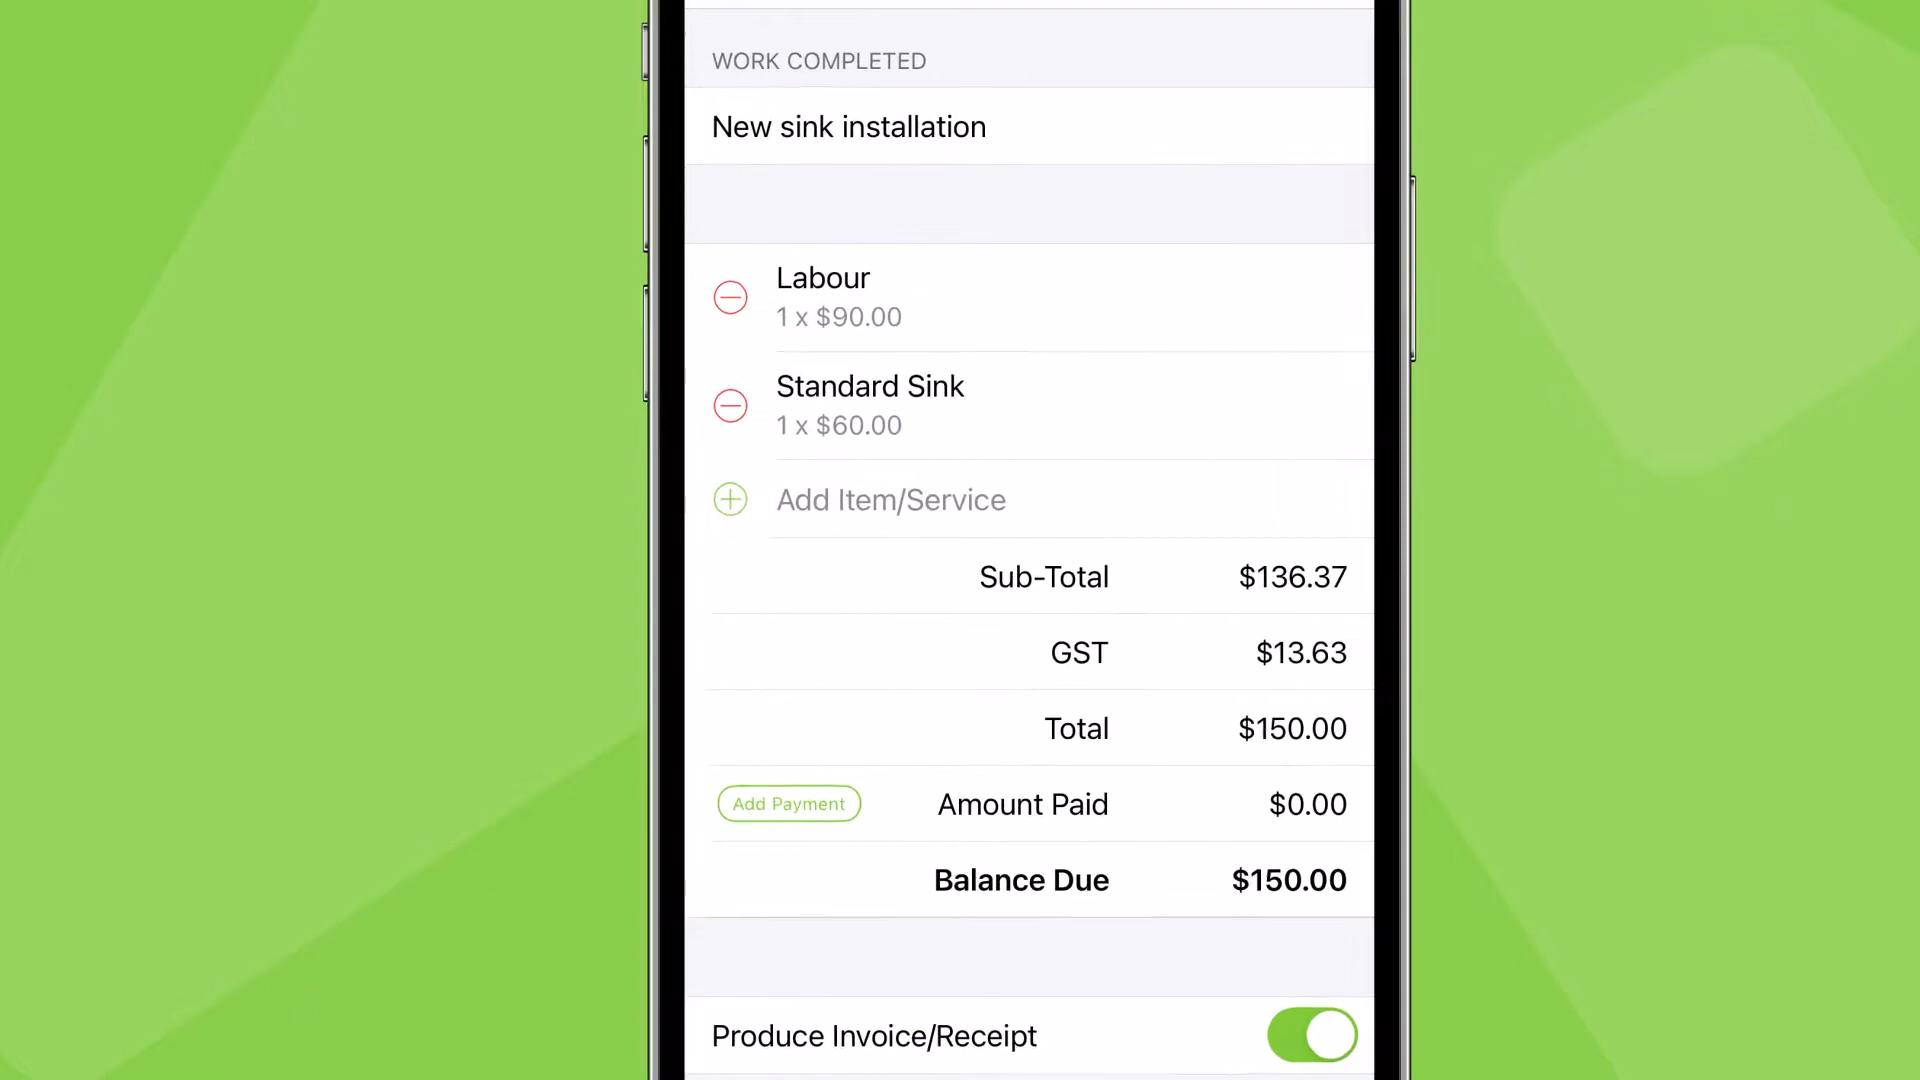 WORK COMPLETED
New sink installation
Labour
1 x $90.00
Standard Sink
1 x $60.00
Add Item/Service
Sub-Total $136.37
GST $13.63
Total $150.00
Add Payment Amount Paid $0.00
Balance Due $150.00
Produce Invoice/Receipt